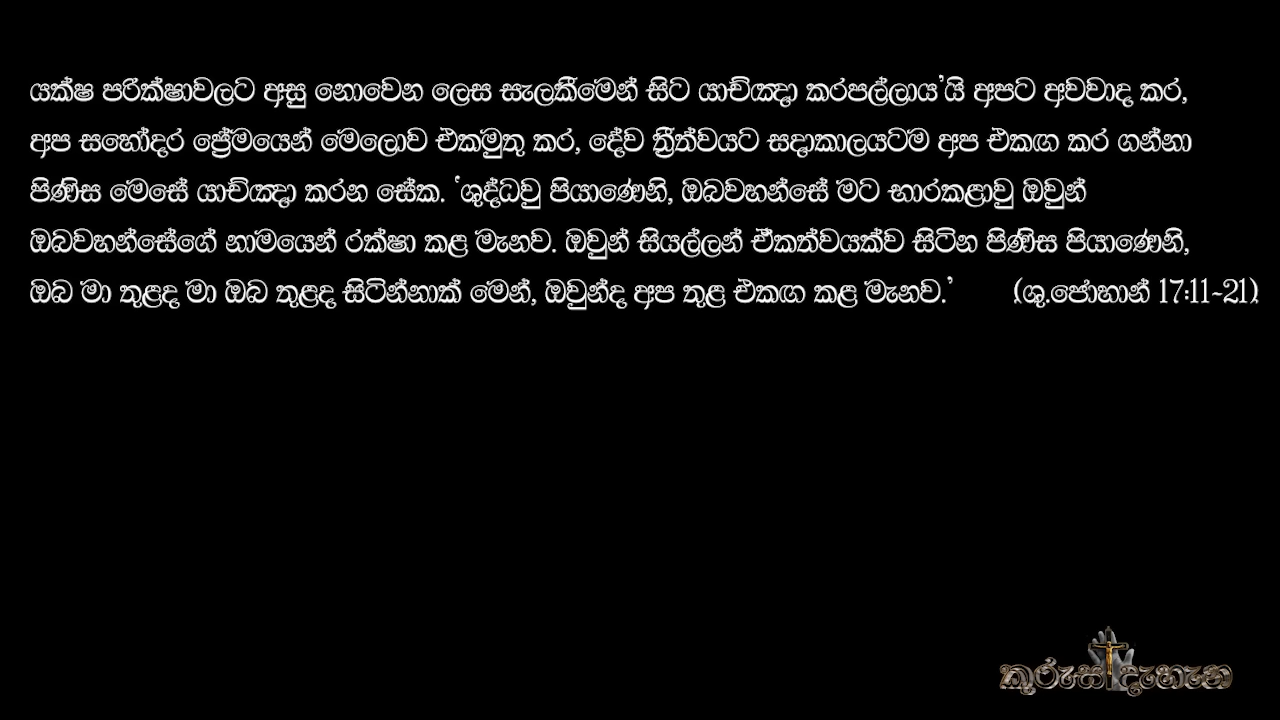 යක්ෂ පරික්ෂාවලට අසු නොවෙන ලෙස සැලකීමෙන් සිට යාච්ඤා කරපල්ලාය’යි අපට අවවාද කර,
අප සහෝදර ප්‍රේමයෙන් මෙලොව එකමුතු කර, දේව ත්‍රීත්වයට සදාකාලයටම අප එකඟ කර ගන්නා
පිණිස මෙසේ යාච්ඤා කරන සේක. ‘ශුද්ධවු පියාණෙනි, ඔබවහන්සේ මට භාරකළාවු ඔවුන්
ඔබවහන්සේගේ නාමයෙන් රක්ෂා කළ මැනව. ඔවුන් සියල්ලන් ඒකත්වයක්ව සිටින පිණිස පියාණෙනි,
ඔබ මා තුළද මා ඔබ තුළද සිටින්නාක් මෙන්, ඔවුන්ද අප තුළ එකඟ කළ මැනව.’ (ශු.ජොහාන් 17:11~21)
කුරුස දැහැන